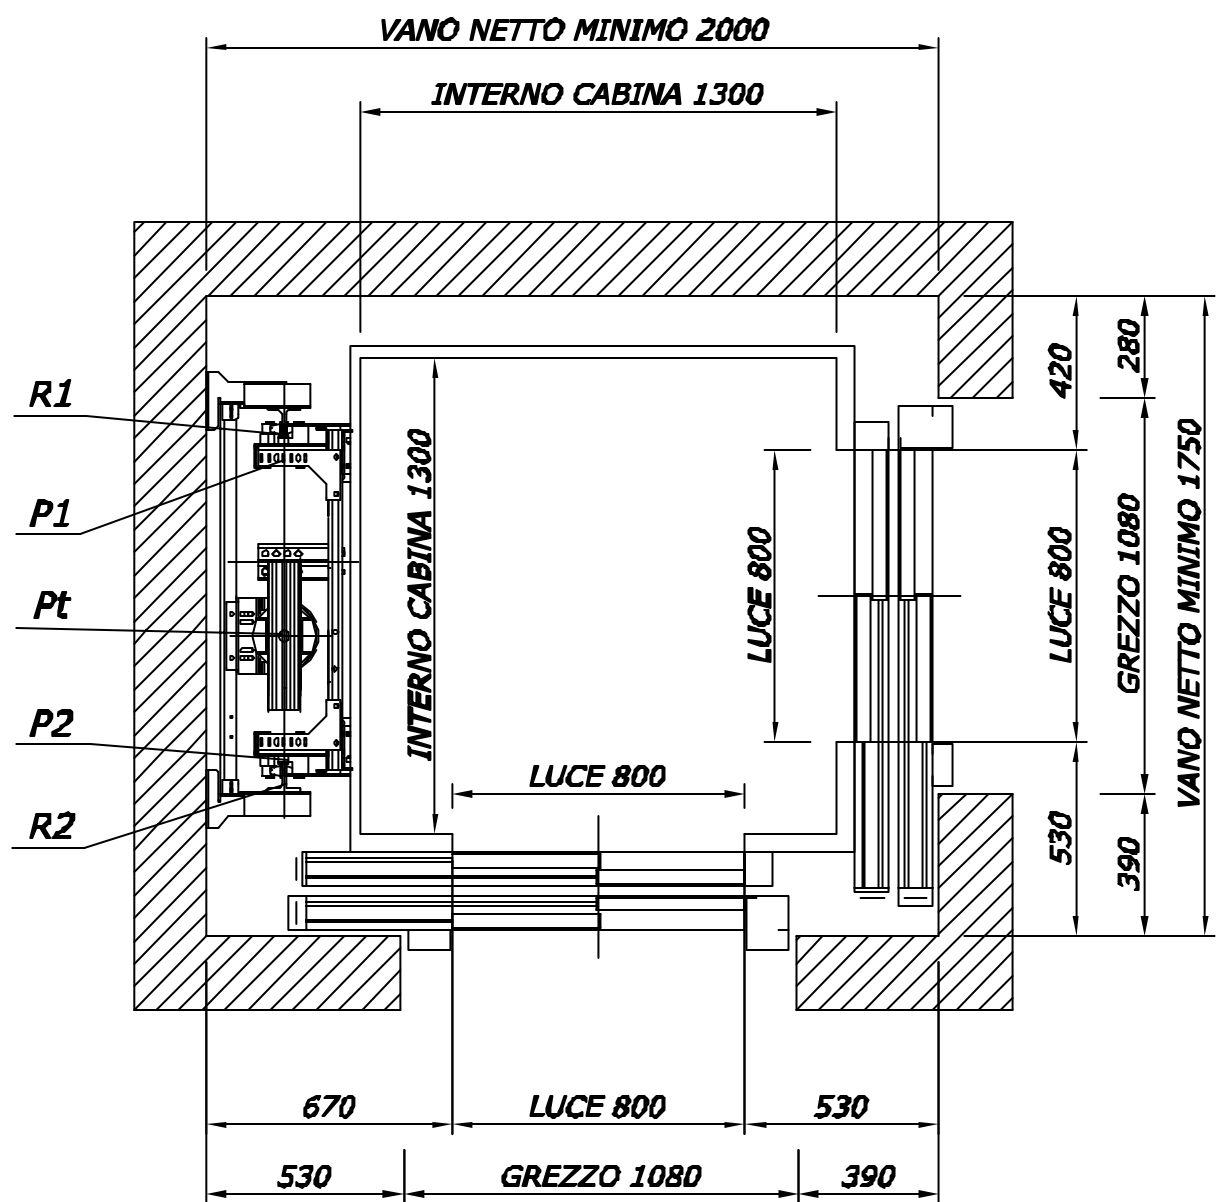 VANO NETTO MINIMO 2000
INTERNO CABINA 1300
R1
P1
Pt
P2
R2
INTERNO CABINA 1300
LUCE 800
LUCE 800
420
LUCE 800
530
280
GREZZO 1080
390
VANO NETTO MINIMO 1750
670
LUCE 800
530
530
GREZZO 1080
390